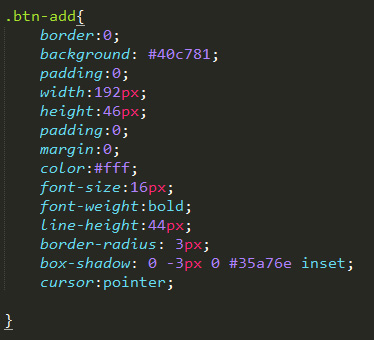 .btn-add{
border:0;
background: #40c781;
padding:0;
width:192px;
height:46px;
padding:0;
margin:0;
color:#fff;
font-size:16px;
font-weight:bold;
line-height:44px;
border-radius: 3px;
box-shadow: 0 -3px 0 #35a76e inset;
cursor:pointer;
}